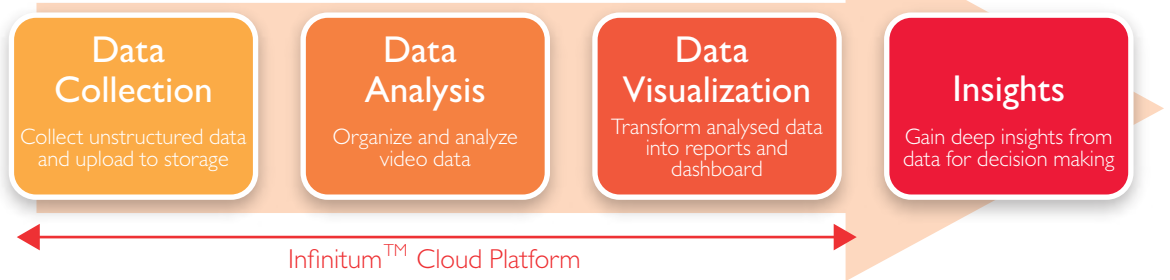 Data
Collection
Collect unstructured data
and upload to storage
Data
Analysis
Organize and analyze
video data
Data
Visualization
Transform analysed data
into reports and
dashboard
Insights
Gain deep insights from
data for decision making
Infinitum™ Cloud Platform